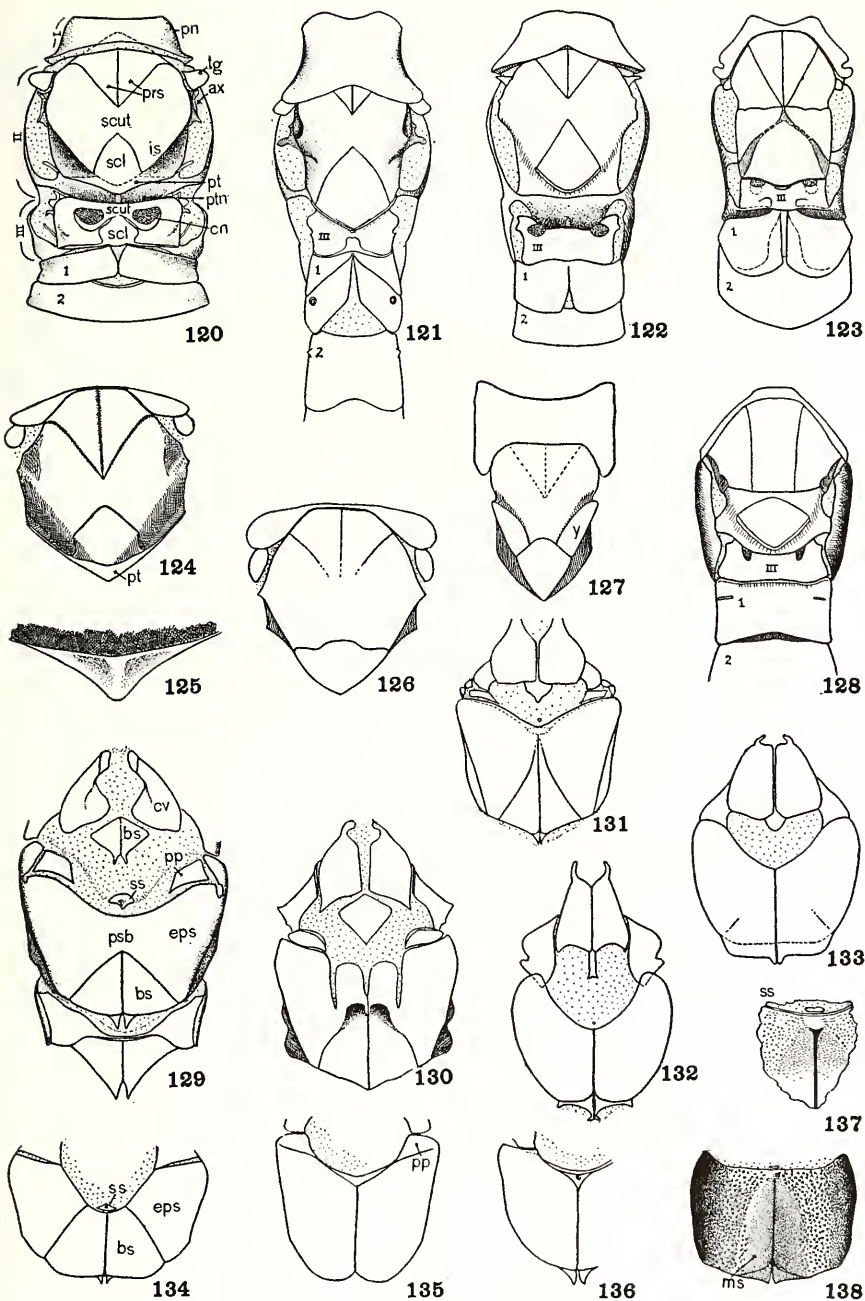 I
pn
tg
prs
ax
scut
II
is
scl
pt
ptn
scut
cn
III
scl
1
2
120
III
1
2
121
III
1
2
122
III
1
2
123
pt
124
125
126
y
127
III
1
2
128
cv
bs
pp
ss
psb
eps
bs
129
130
131
132
133
ss
137
ss
eps
bs
134
pp
135
136
ms
138